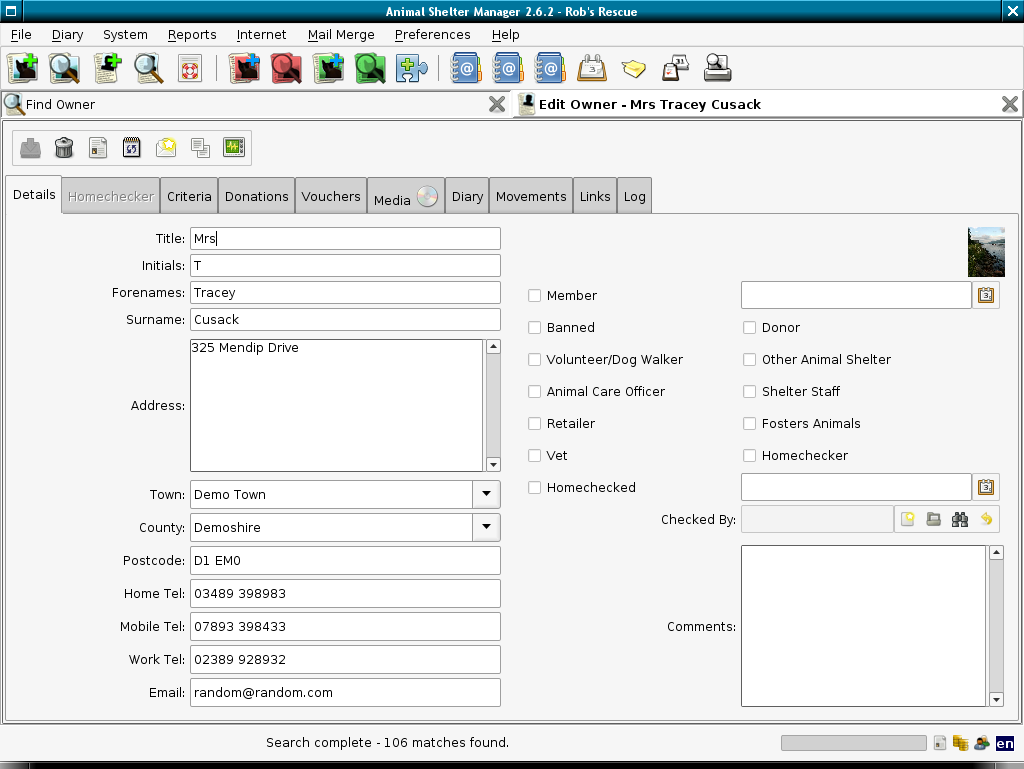 Animal Shelter Manager 2.6.2 - Rob's Rescue
File Diary System Reports Internet Mail Merge Preferences Help
Find Owner
Edit Owner - Mrs Tracey Cusack
Details Homechecker Criteria Donations Vouchers Media Diary Movements Links Log
Title: Mrs
Initials: T
Forenames: Tracey
Surname: Cusack
Address: 325 Mendip Drive
Town: Demo Town
County: Demoshire
Postcode: D1 EM0
Home Tel: 03489 398983
Mobile Tel: 07893 398433
Work Tel: 02389 928932
Email: random@random.com
Member
Banned Donor
Volunteer/Dog Walker Other Animal Shelter
Animal Care Officer Shelter Staff
Retailer Fosters Animals
Vet Homechecker
Homechecked
Checked By:
Comments:
Search complete - 106 matches found.
en